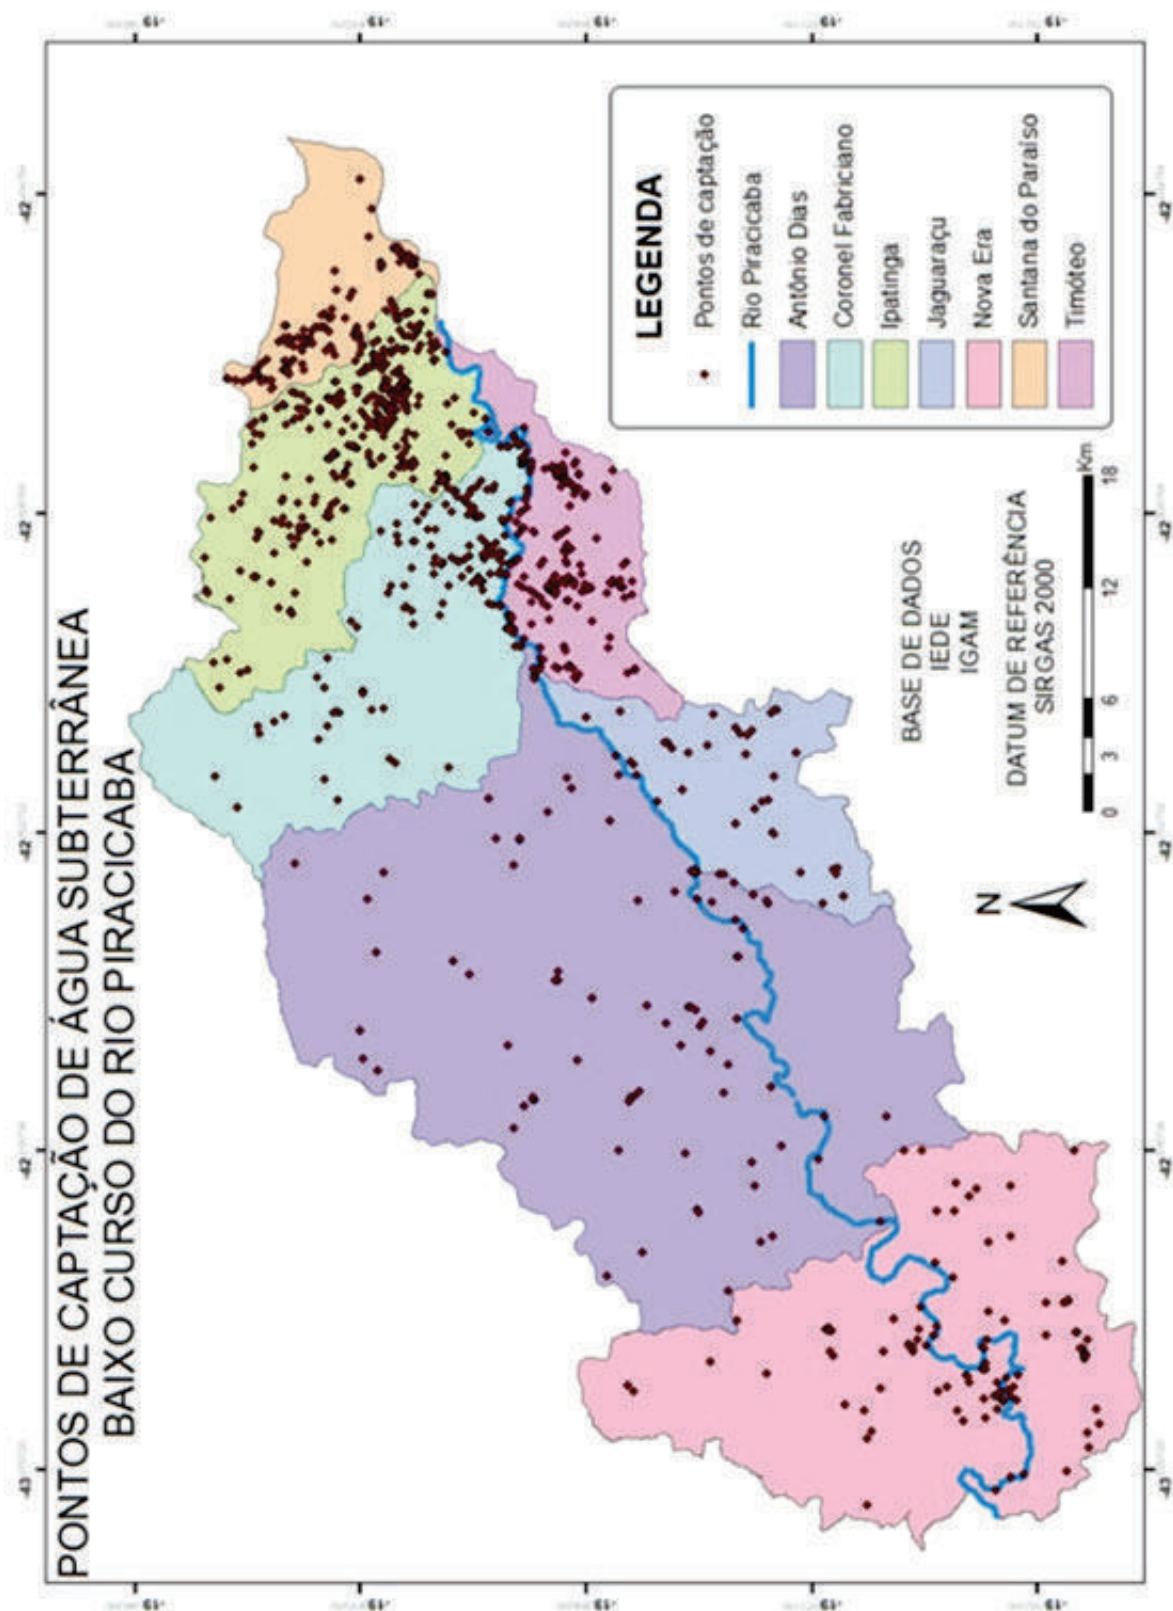 PONTOS DE CAPTAÇÃO DE ÁGUA SUBTERRÂNEA
BAIXO CURSO DO RIO PIRACICABA
LEGENDA
Pontos de captação
Rio Piracicaba
Antônio Dias
Coronel Fabriciano
Ipatinga
Jaguaraçu
Nova Era
Santana do Paraíso
Timóteo
N
BASE DE DADOS
IEDE
IGAM
DATUM DE REFERÊNCIA
SIRGAS 2000
0 3 6 12 18
Km